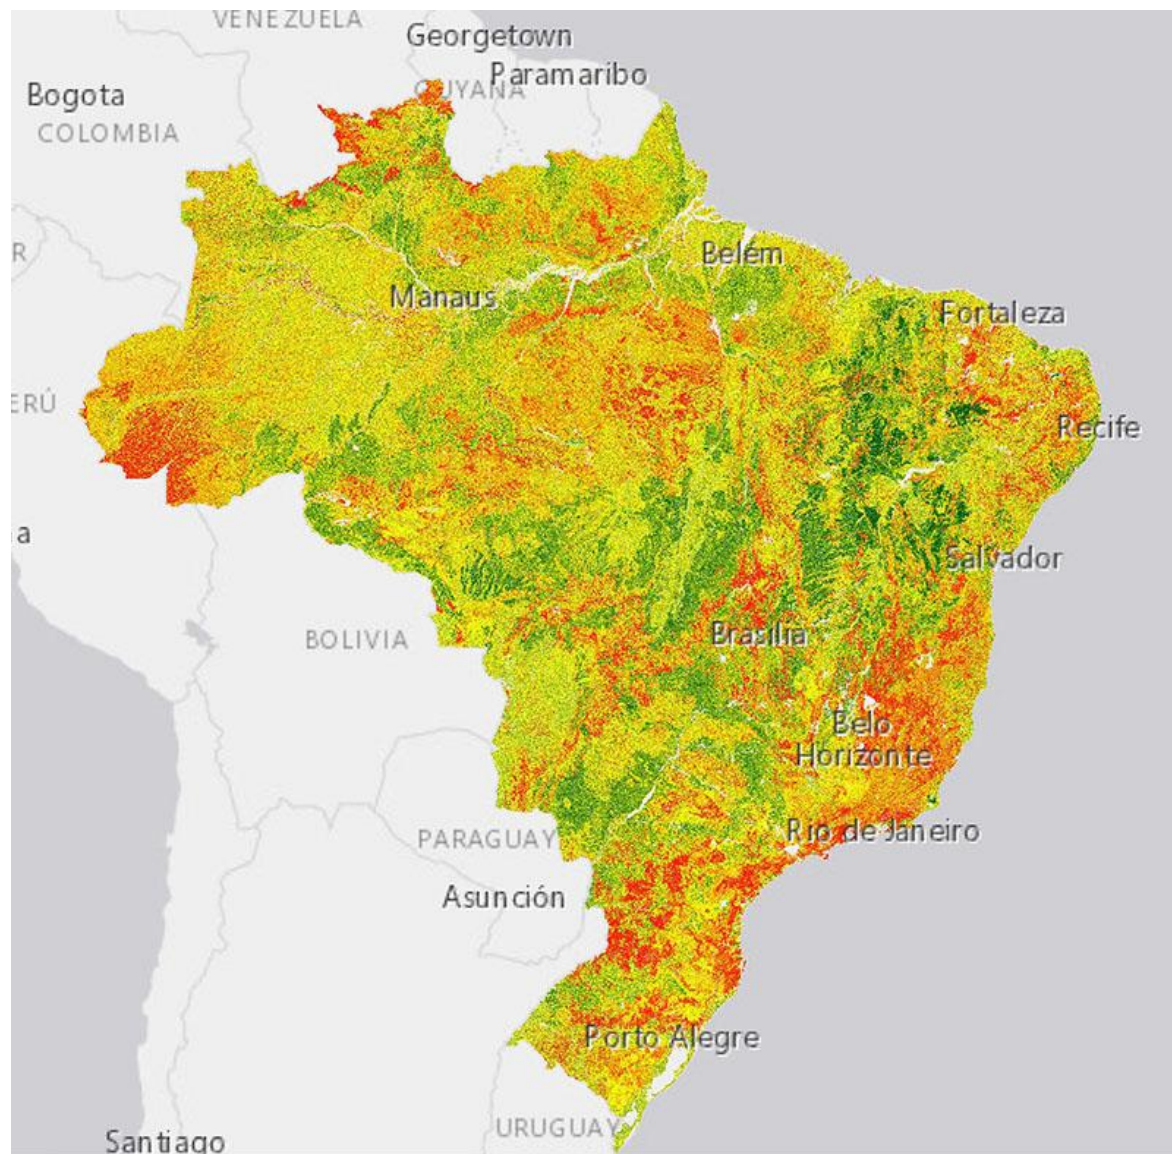 VENEZUELA
Georgetown
Paramaribo
GUYANA
Bogota
COLOMBIA
R
Belém
Manaus
Fortaleza
ERÚ
Recife
a
Salvador
BOLIVIA
Brasília
Belo
Horizonte
PARAGUAY
Rio de Janeiro
Asunción
Porto Alegre
URUGUAY
Santiago